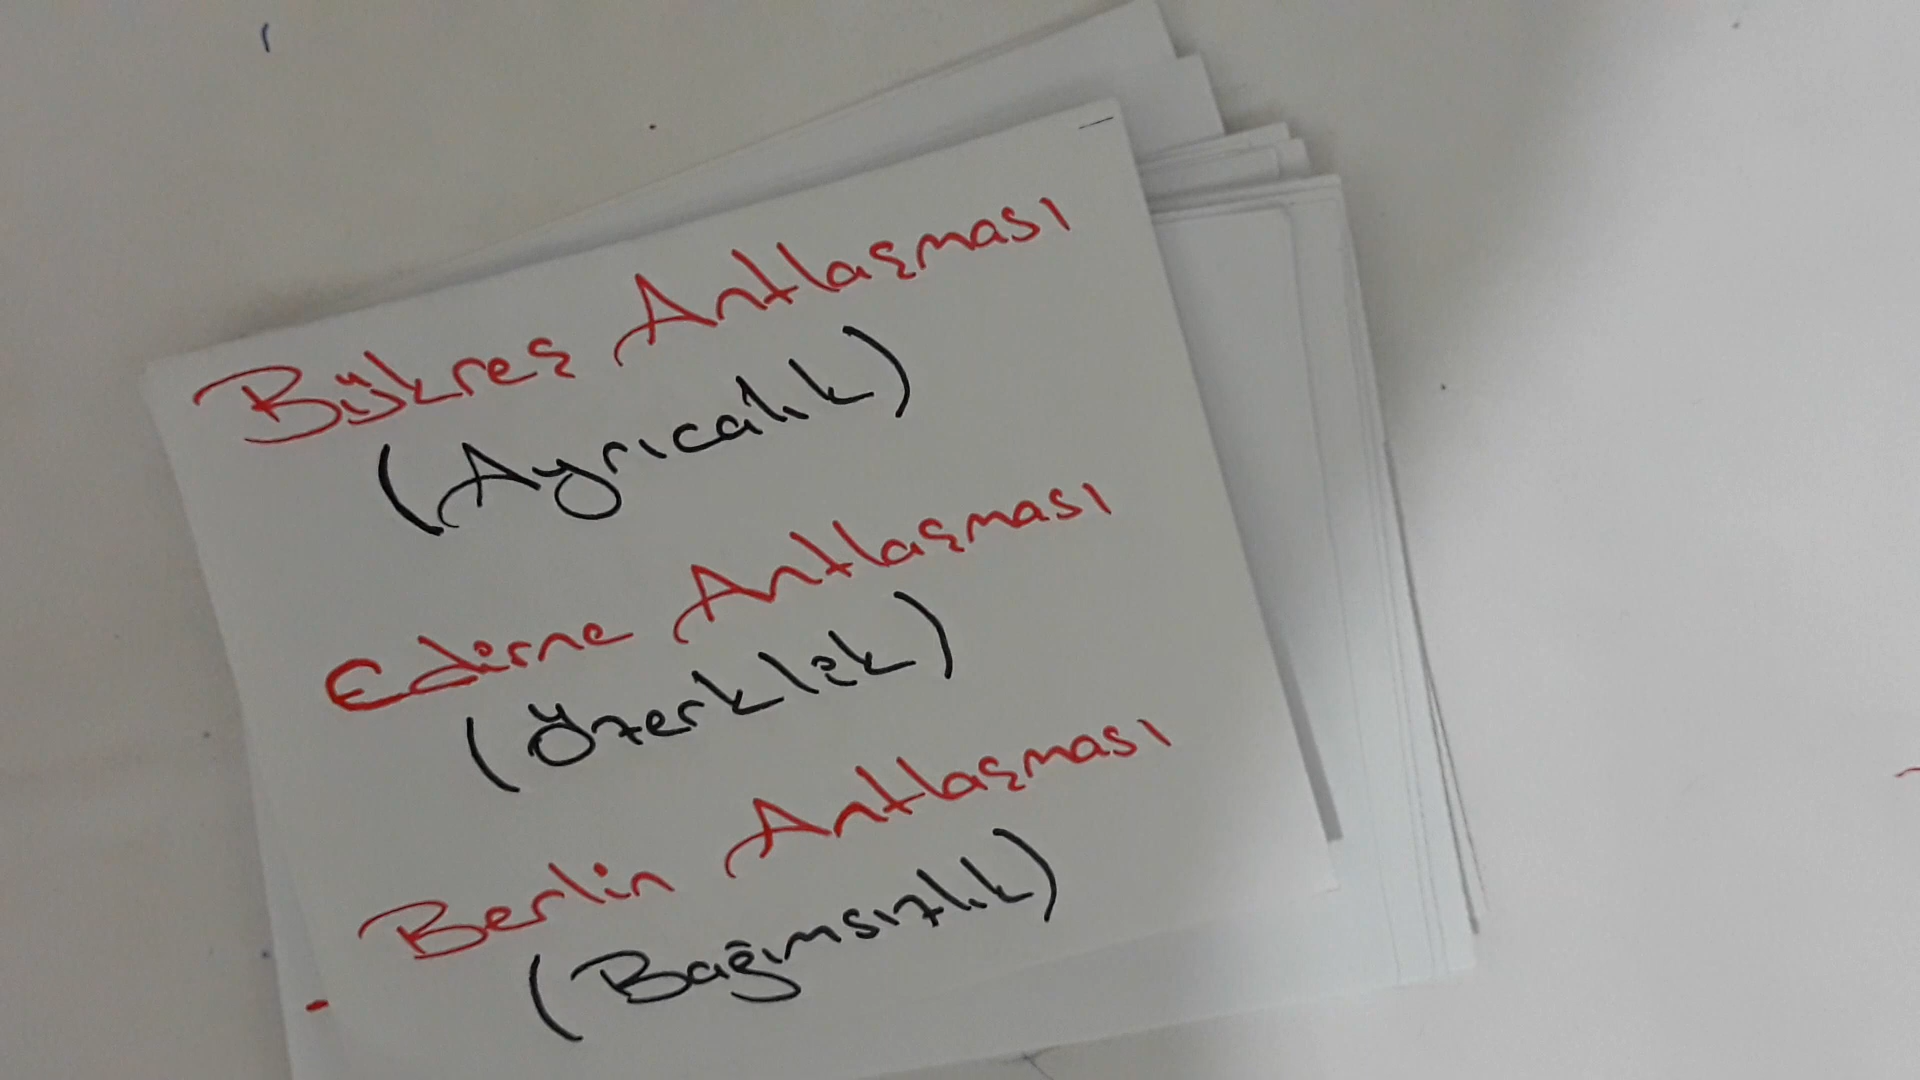 Bükreş Antlaşması
(Ayrıcalık)
Edirne Antlaşması
(Özerklik)
Berlin Antlaşması
(Bağımsızlık)